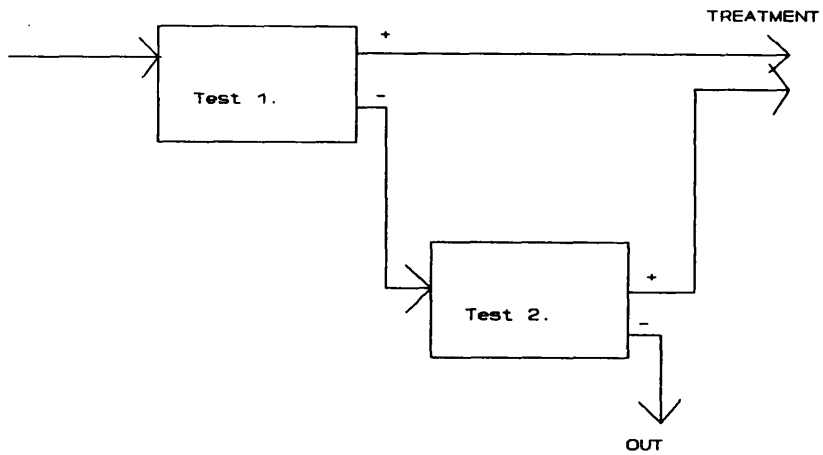 TREATMENT
+
Test 1.
-
+
Test 2.
-
OUT